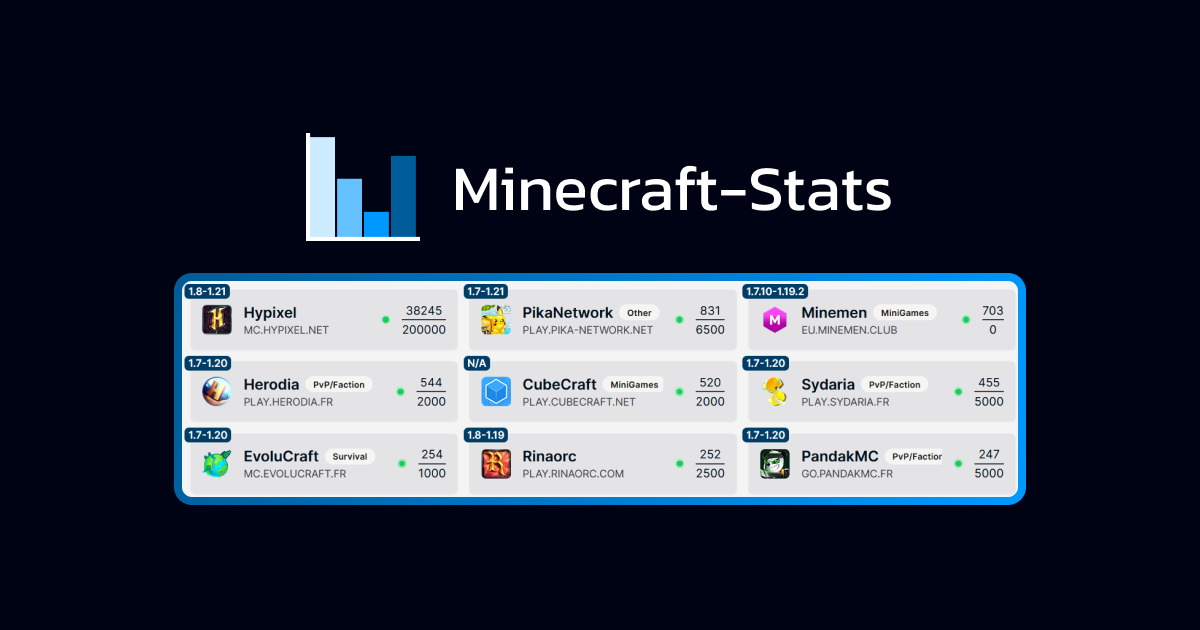 Minecraft-Stats
1.8-1.21
Hypixel
MC.HYPIXEL.NET
38245
200000
1.7-1.21
PikaNetwork Other
PLAY.PIKA-NETWORK.NET
831
6500
1.7.10-1.19.2
M
Minemen MiniGames
EU.MINEMEN.CLUB
703
0
1.7-1.20
Herodia PvP/Faction
PLAY.HERODIA.FR
544
2000
N/A
CubeCraft MiniGames
PLAY.CUBECRAFT.NET
520
2000
1.7-1.20
Sydaria PvP/Faction
PLAY.SYDARIA.FR
455
5000
1.7-1.20
EvoluCraft Survival
MC.EVOLUCRAFT.FR
254
1000
1.8-1.19
R
Rinaorc
PLAY.RINAORC.COM
252
2500
1.7-1.20
PandakMC PvP/Faction
GO.PANDAKMC.FR
247
5000